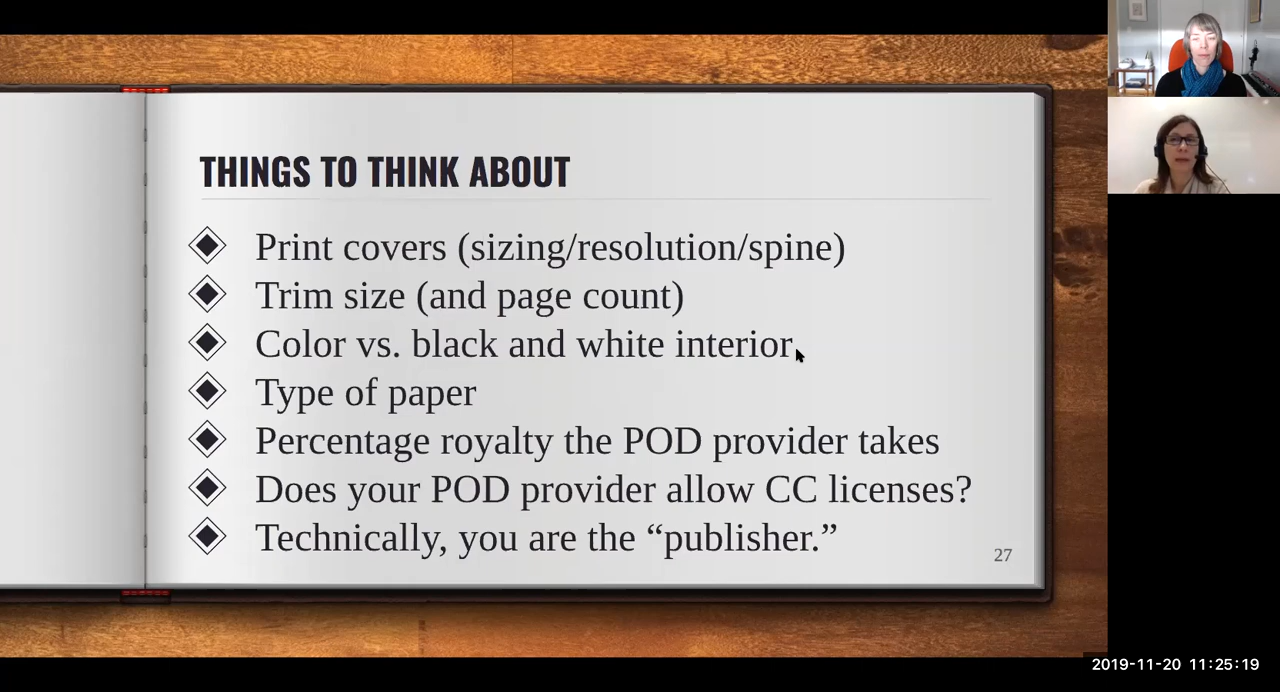 THINGS TO THINK ABOUT
Print covers (sizing/resolution/spine)
Trim size (and page count)
Color vs. black and white interior
Type of paper
Percentage royalty the POD provider takes
Does your POD provider allow CC licenses?
Technically, you are the “publisher.”
27
2019-11-20 11:25:19